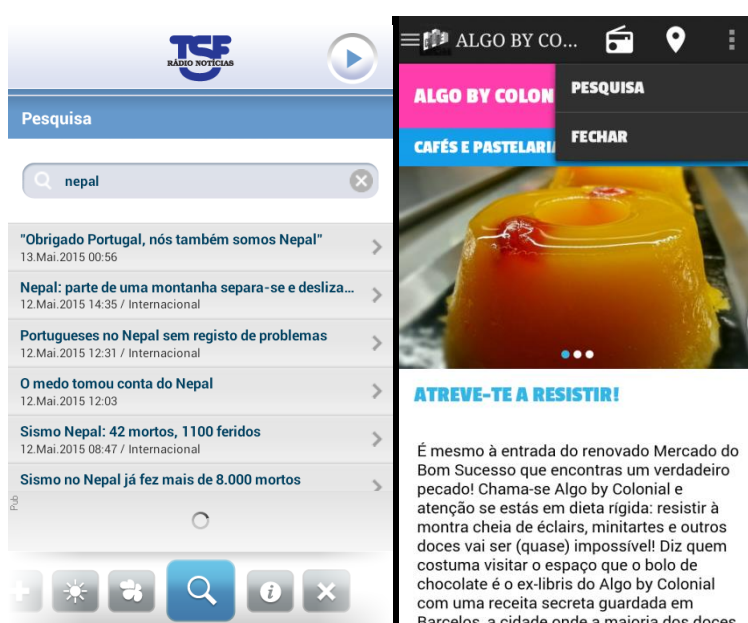 TSF
RÁDIO NOTÍCIAS
Pesquisa
nepal
"Obrigado Portugal, nós também somos Nepal"
13.Mai.2015 00:56
Nepal: parte de uma montanha separa-se e desliza...
12.Mai.2015 14:35 / Internacional
Portugueses no Nepal sem registo de problemas
12.Mai.2015 12:31 / Internacional
O medo tomou conta do Nepal
12.Mai.2015 12:03
Sismo Nepal: 42 mortos, 1100 feridos
12.Mai.2015 08:47 / Internacional
Sismo no Nepal já fez mais de 8.000 mortos
Pub
ALGO BY CO...
PESQUISA
FECHAR
ALGO BY COLON
CAFÉS E PASTELARIA
ATREVE-TE A RESISTIR!
É mesmo à entrada do renovado Mercado do
Bom Sucesso que encontras um verdadeiro
pecado! Chama-se Algo by Colonial e
atenção se estás em dieta rígida: resistir à
montra cheia de éclairs, minitartes e outros
doces vai ser (quase) impossível! Diz quem
costuma visitar o espaço que o bolo de
chocolate é o ex-libris do Algo by Colonial
com uma receita secreta guardada em
Barcelos, a cidade onde a maioria dos doces